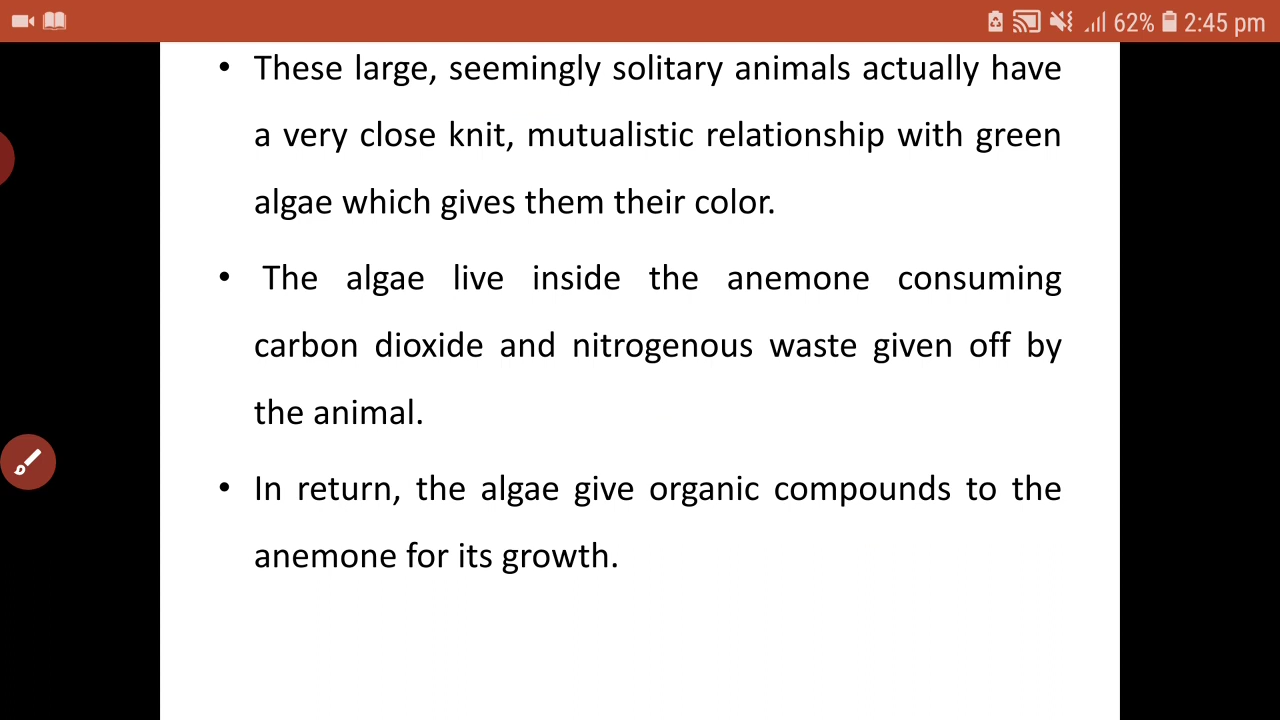 62% 2:45 pm
• These large, seemingly solitary animals actually have
a very close knit, mutualistic relationship with green
algae which gives them their color.
• The algae live inside the anemone consuming
carbon dioxide and nitrogenous waste given off by
the animal.
• In return, the algae give organic compounds to the
anemone for its growth.